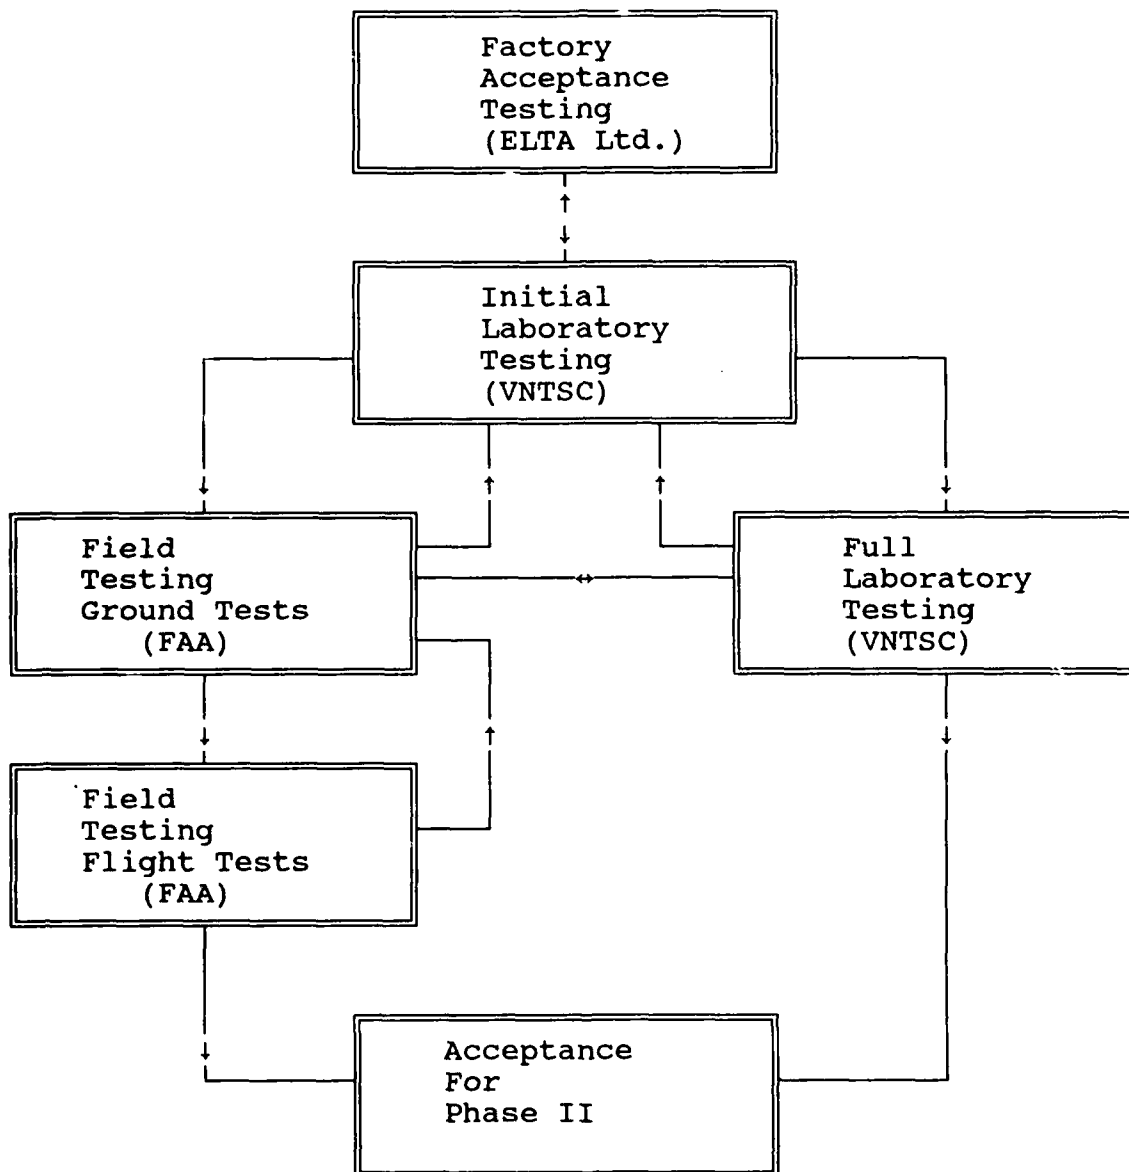 Factory
Acceptance
Testing
(ELTA Ltd.)
Initial
Laboratory
Testing
(VNTSC)
Field
Testing
Ground Tests
(FAA)
Full
Laboratory
Testing
(VNTSC)
Field
Testing
Flight Tests
(FAA)
Acceptance
For
Phase II